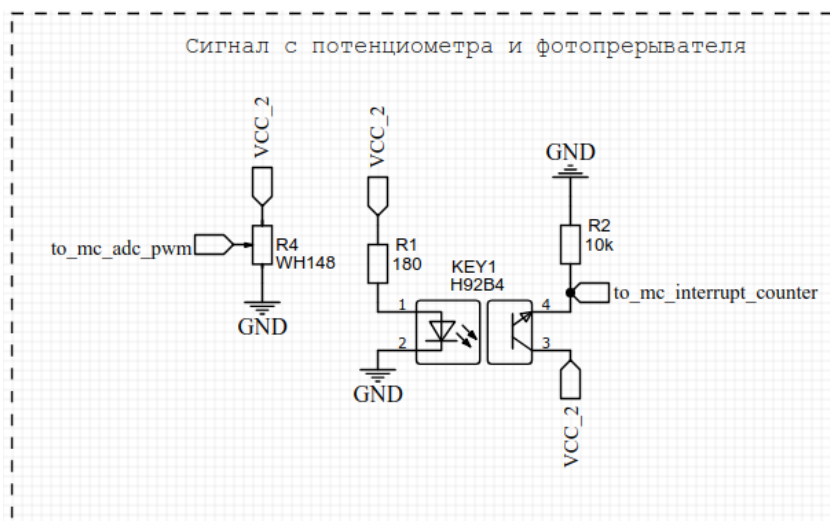 Сигнал с потенциометра и фотопрерывателя
VCC_2
to_mc_adc_pwm
R4
WH148
GND
VCC_2
R1
180
1
2
GND
KEY1
H92B4
GND
R2
10k
4
to_mc_interrupt_counter
3
VCC_2